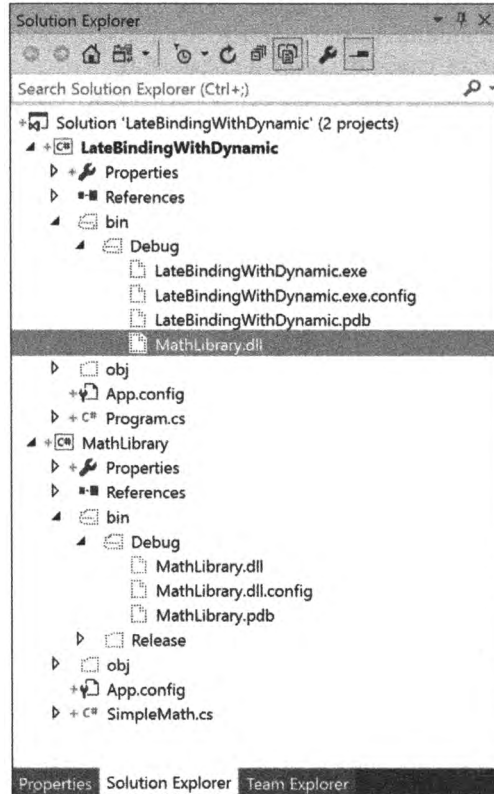 Solution Explorer
Search Solution Explorer (Ctrl+;)
Solution 'LateBindingWithDynamic' (2 projects)
C# LateBindingWithDynamic
Properties
References
bin
Debug
LateBindingWithDynamic.exe
LateBindingWithDynamic.exe.config
LateBindingWithDynamic.pdb
MathLibrary.dll
obj
App.config
C# Program.cs
C# MathLibrary
Properties
References
bin
Debug
MathLibrary.dll
MathLibrary.dll.config
MathLibrary.pdb
Release
obj
App.config
C# SimpleMath.cs
Properties Solution Explorer Team Explorer